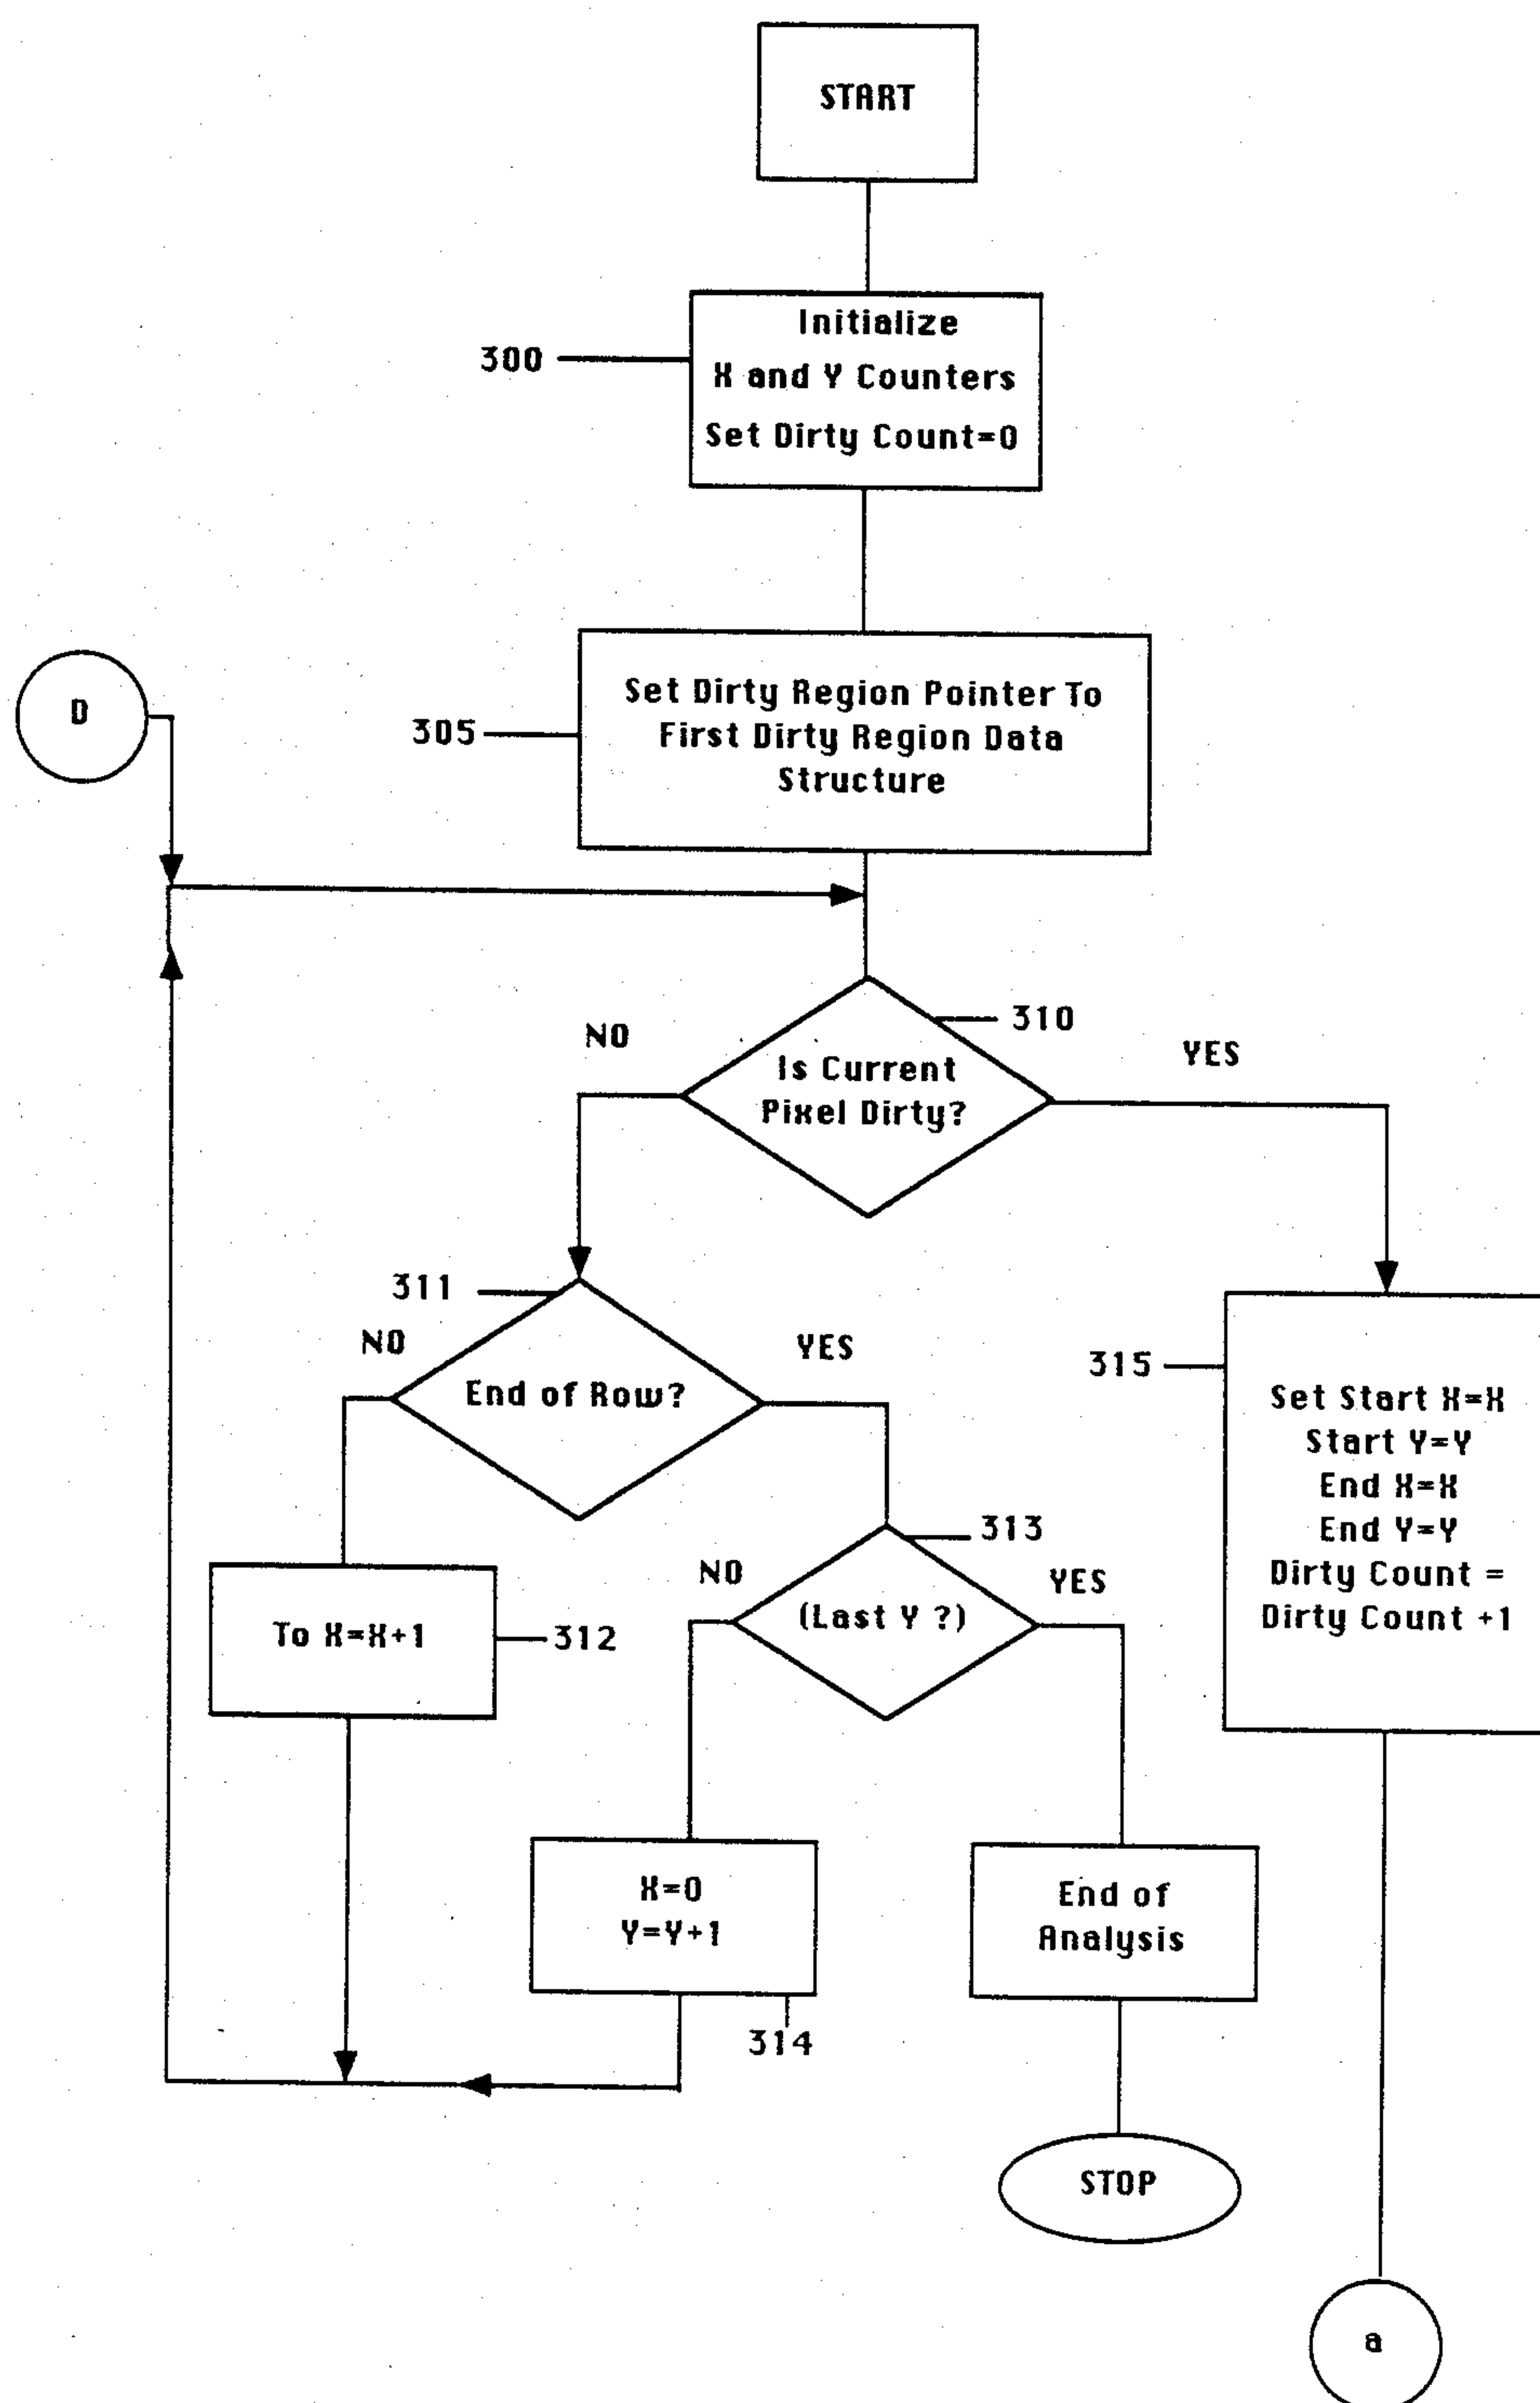 START
Initialize
300
X and Y Counters
Set Dirty Count=0
D
305
Set Dirty Region Pointer To
First Dirty Region Data
Structure
310
NO
YES
Is Current
Pixel Dirty?
311
NO
YES
End of Row?
315
Set Start X=X
Start Y=Y
End X=X
End Y=Y
Dirty Count =
Dirty Count +1
313
NO
YES
(Last Y ?)
To X=X+1
312
X=0
Y=Y+1
314
End of
Analysis
STOP
a